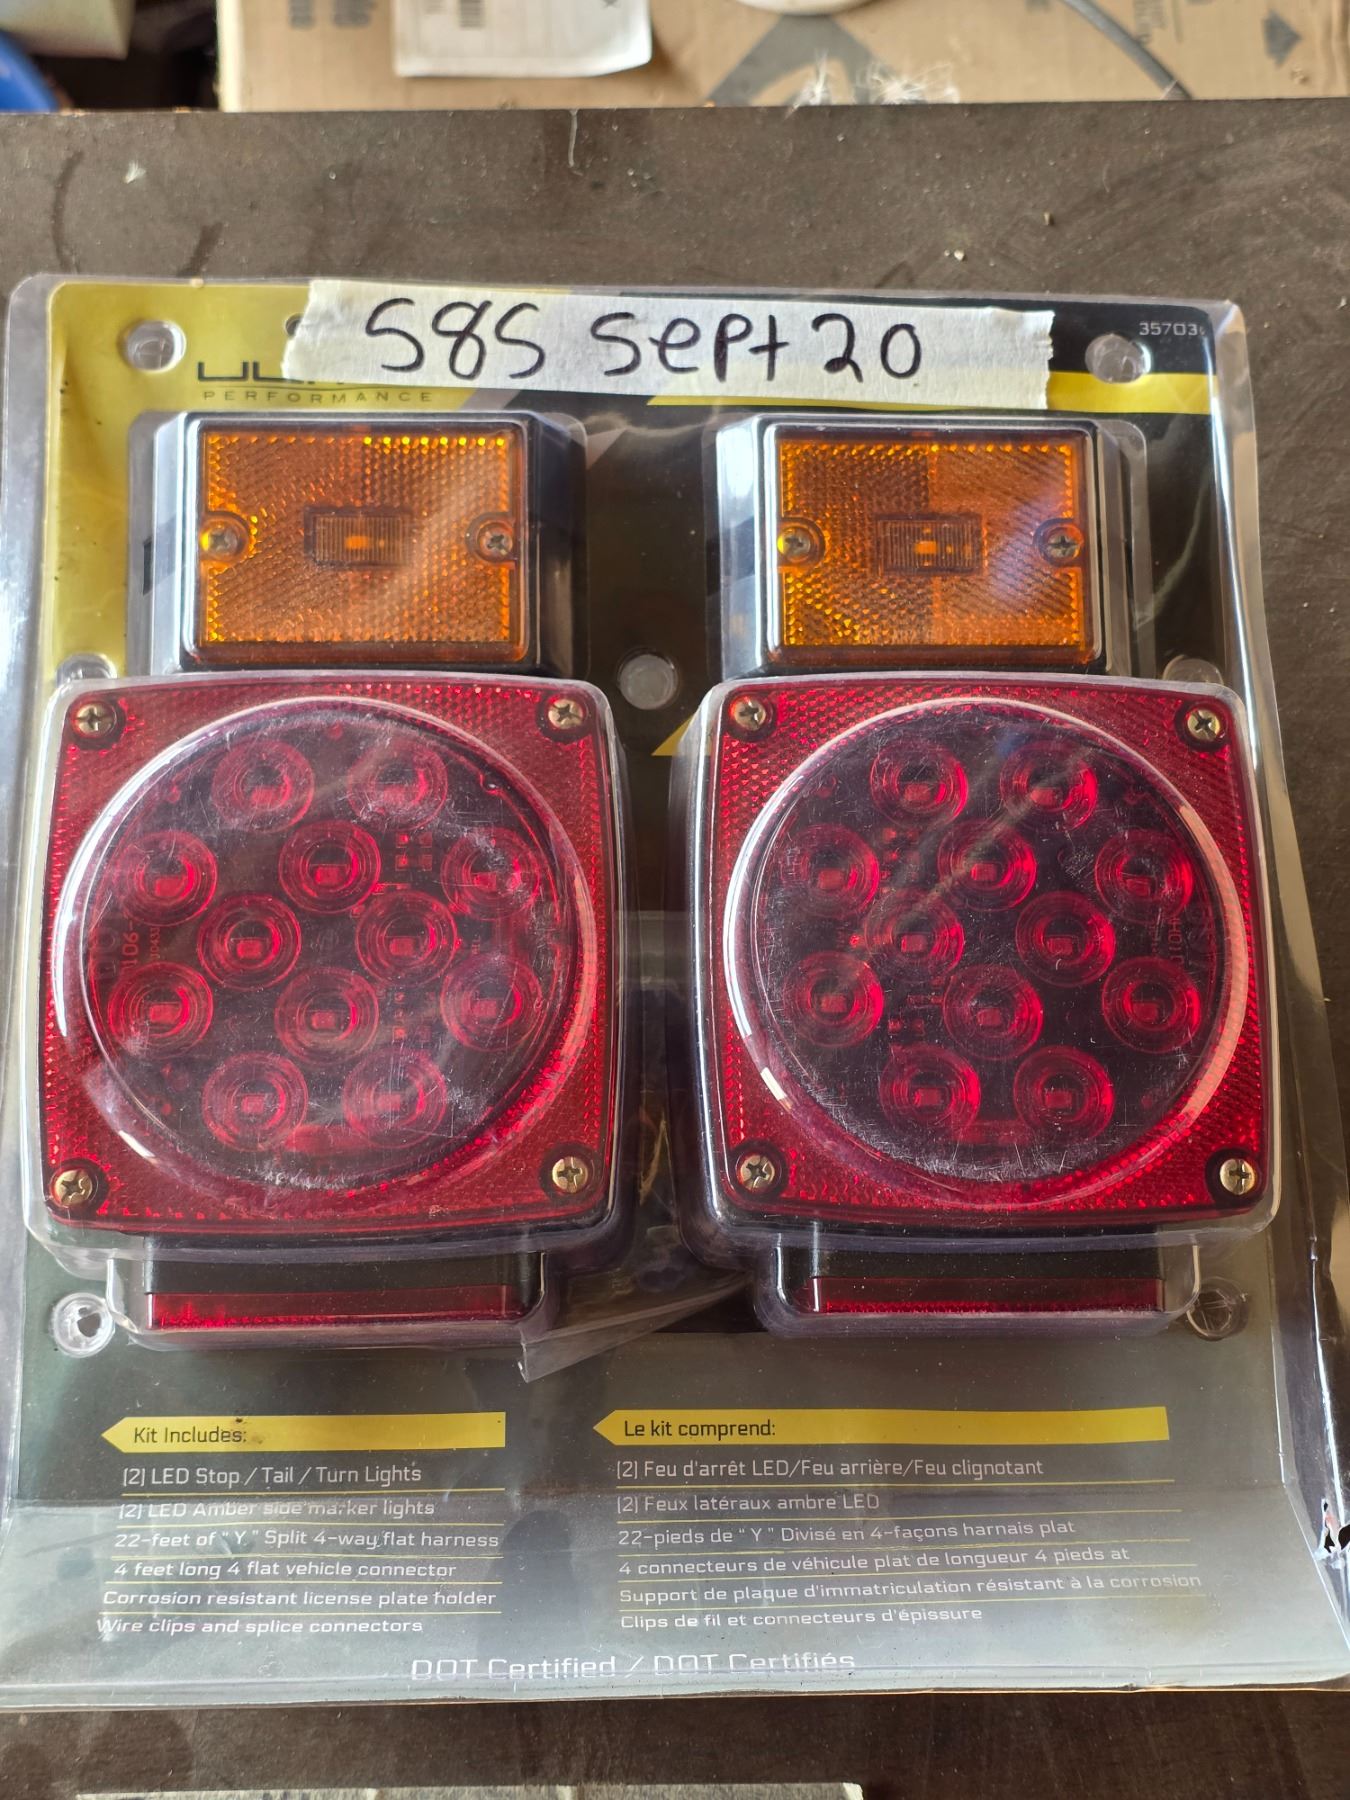 S8S Sept 20
35703
PERFORMANCE
Kit Includes:
(2) LED Stop / Tail / Turn Lights
(2) LED Amber side marker lights
22-feet of "Y" Split 4-way flat harness
4 feet long 4 flat vehicle connector
Corrosion resistant license plate holder
Wire clips and splice connectors
Le kit comprend:
(2) Feu d'arrêt LED/Feu arrière/Feu clignotant
(2) Feux latéraux ambre LED
22-pieds de "Y" Divisé en 4-façons harnais plat
4 connecteurs de véhicule plat de longueur 4 pieds at
Support de plaque d'immatriculation résistant à la corrosion
Clips de fil et connecteurs d'épissure
DOT Certified / DOT Certifiés